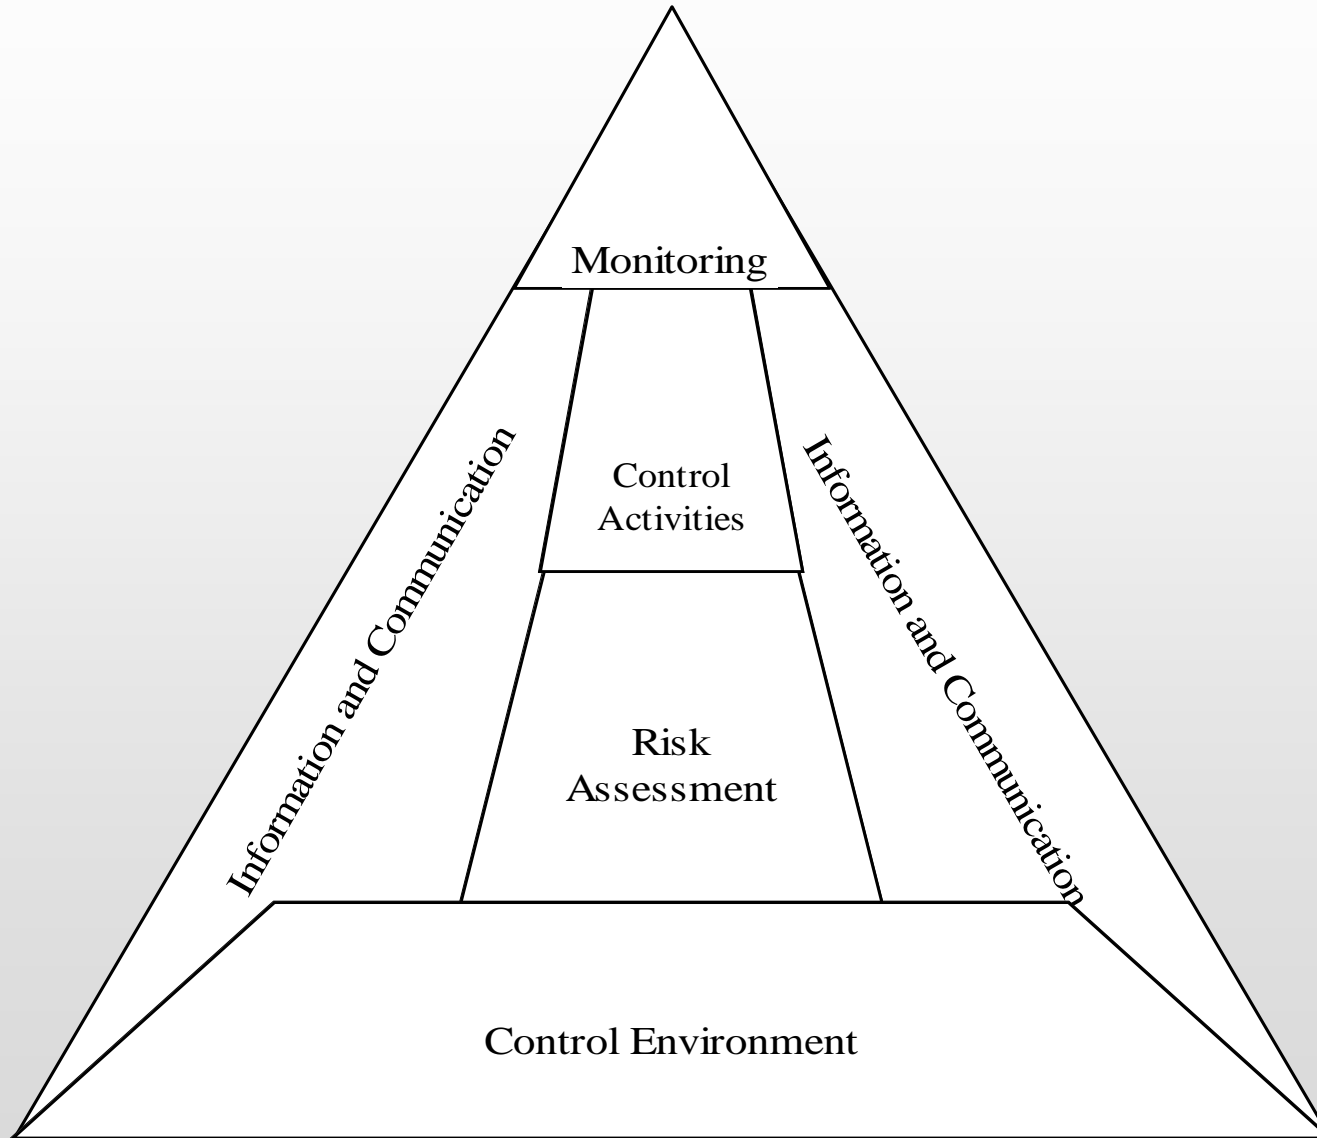 Monitoring
Control
Activities
Information and Communication
Information and Communication
Risk
Assessment
Control Environment